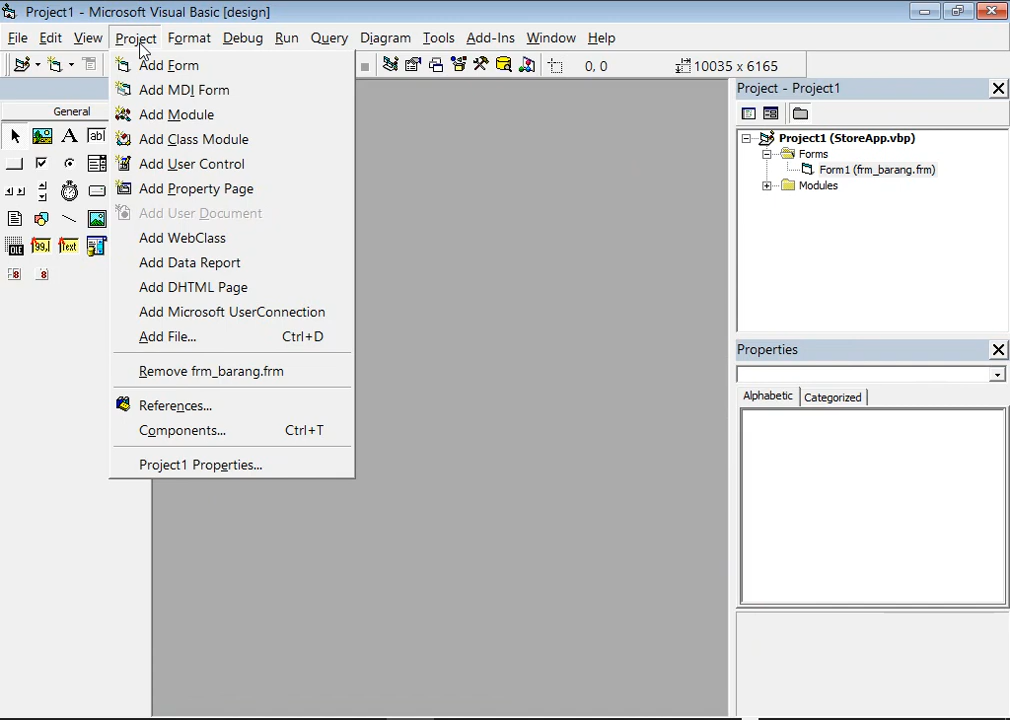 Project1 - Microsoft Visual Basic [design]
File Edit View Project Format Debug Run Query Diagram Tools Add-Ins Window Help
0, 0 10035 x 6165
General
Add Form
Add MDI Form
Add Module
Add Class Module
Add User Control
Add Property Page
Add User Document
Add WebClass
Add Data Report
Add DHTML Page
Add Microsoft UserConnection
Add File... Ctrl+D
Remove frm_barang.frm
References...
Components... Ctrl+T
Project1 Properties...
Project - Project1
Project1 (StoreApp.vbp)
Forms
Form1 (frm_barang.frm)
Modules
Properties
Alphabetic Categorized